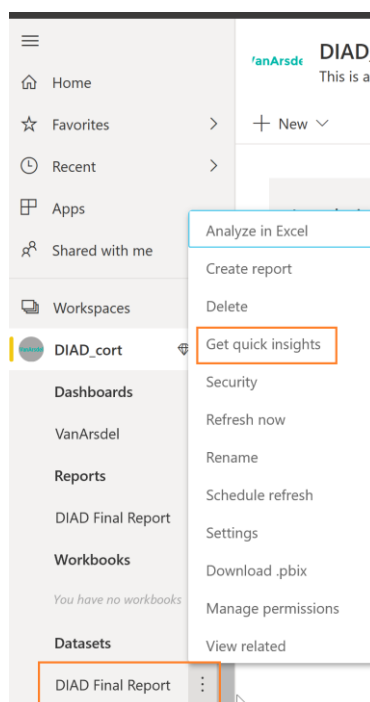 VanArsde
DIAD_
This is a
Home
Favorites
Recent
Apps
Shared with me
Workspaces
DIAD_cort
Dashboards
VanArsdel
Reports
DIAD Final Report
Workbooks
You have no workbooks
Datasets
DIAD Final Report
New
Analyze in Excel
Create report
Delete
Get quick insights
Security
Refresh now
Rename
Schedule refresh
Settings
Download .pbix
Manage permissions
View related